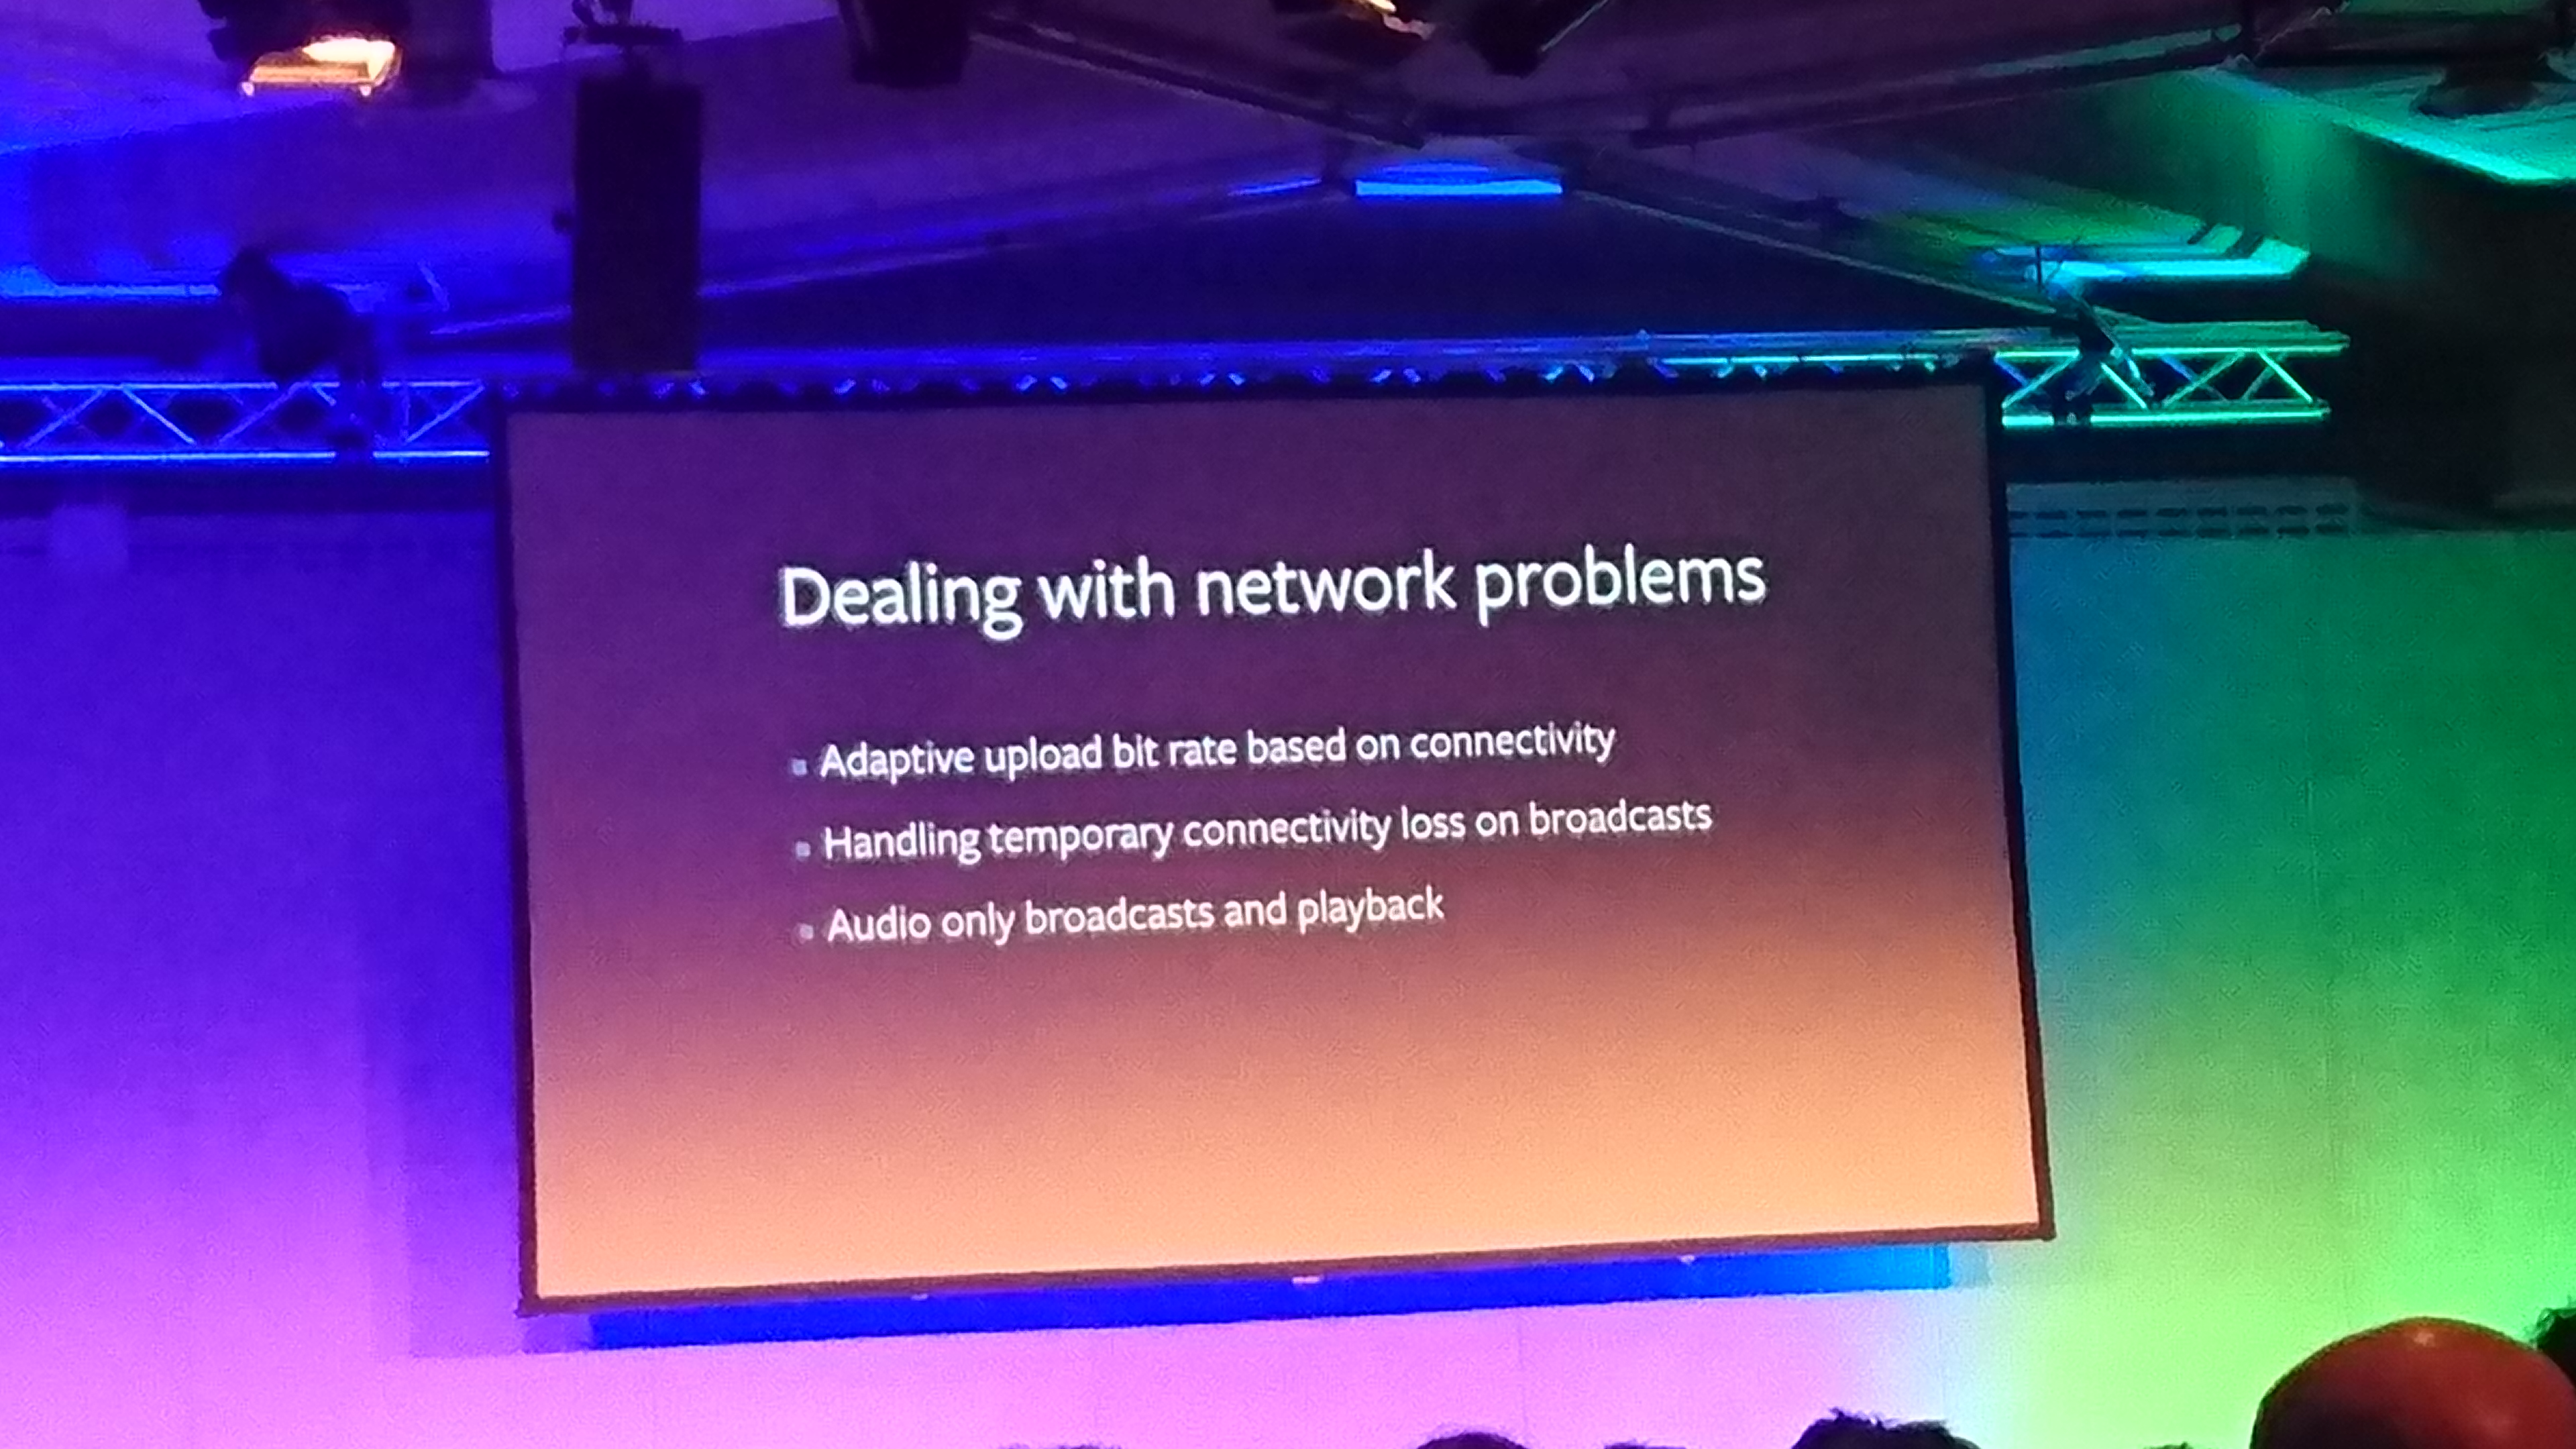 Dealing with network problems
▪ Adaptive upload bit rate based on connectivity
▪ Handling temporary connectivity loss on broadcasts
▪ Audio only broadcasts and playback